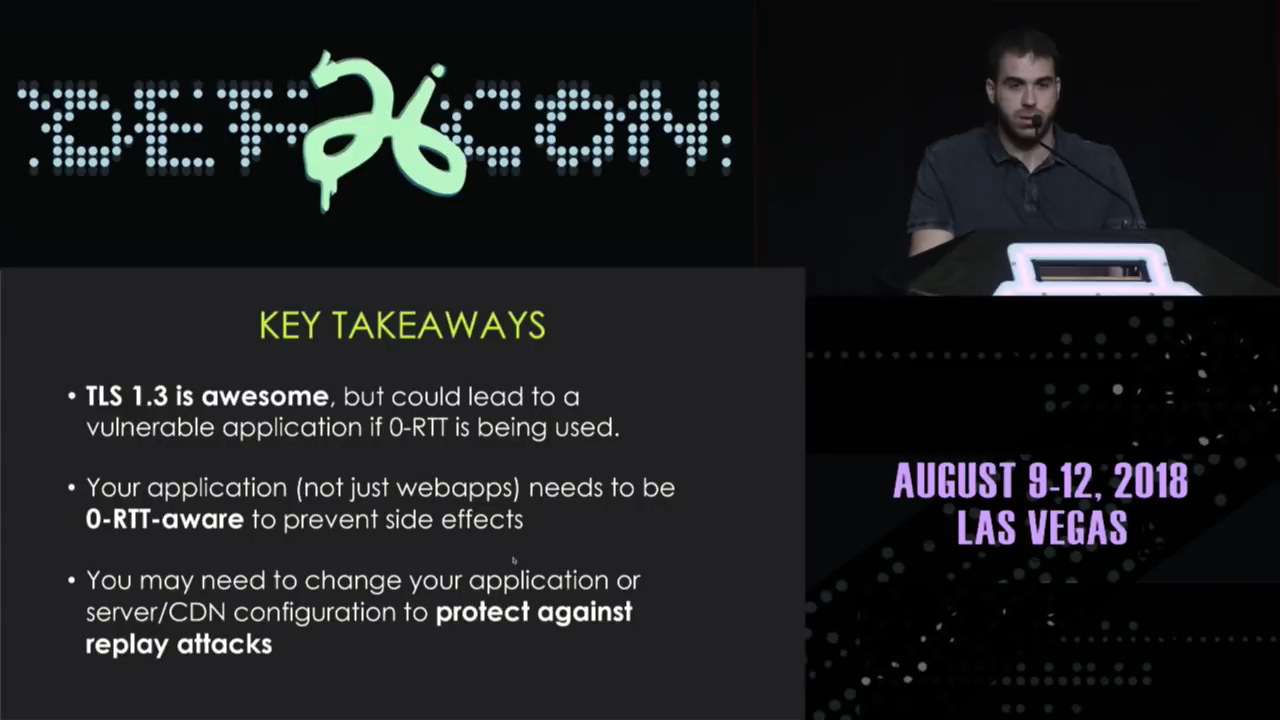 DEF 26 CON
KEY TAKEAWAYS
• TLS 1.3 is awesome, but could lead to a
vulnerable application if 0-RTT is being used.
• Your application (not just webapps) needs to be
0-RTT-aware to prevent side effects
• You may need to change your application or
server/CDN configuration to protect against
replay attacks
AUGUST 9-12, 2018
LAS VEGAS